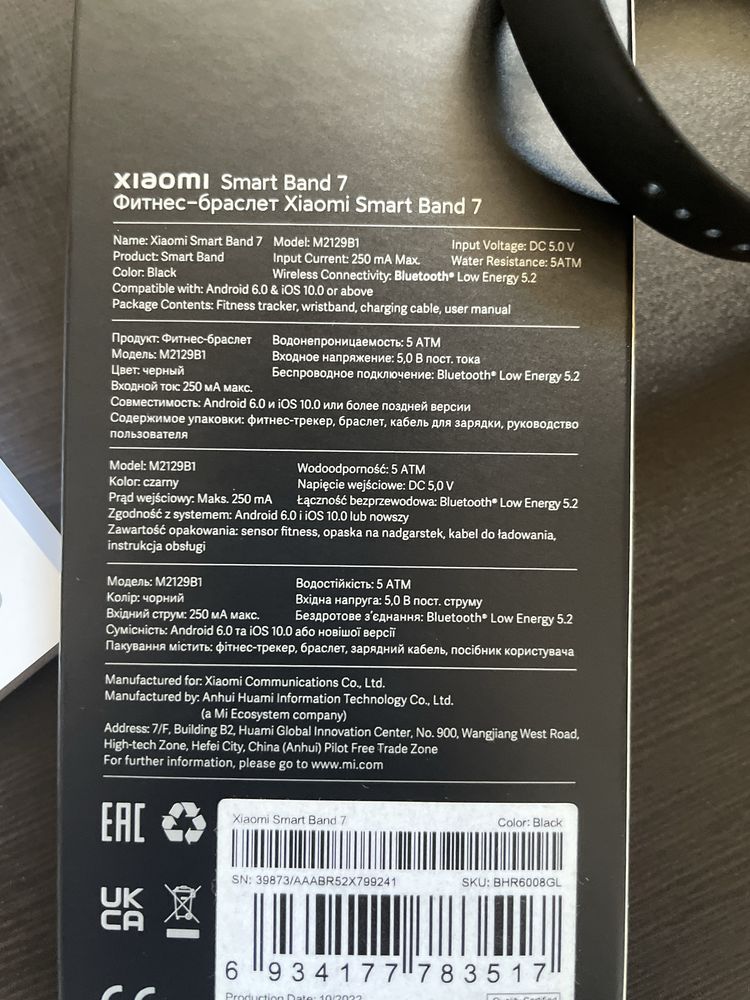 xiaomi Smart Band 7
Фитнес-браслет Xiaomi Smart Band 7
Name: Xiaomi Smart Band 7 Model: M2129B1 Input Voltage: DC 5.0 V
Product: Smart Band Input Current: 250 mA Max. Water Resistance: 5ATM
Color: Black Wireless Connectivity: Bluetooth® Low Energy 5.2
Compatible with: Android 6.0 & iOS 10.0 or above
Package Contents: Fitness tracker, wristband, charging cable, user manual
Продукт: Фитнес-браслет Водонепроницаемость: 5 ATM
Модель: M2129B1 Входное напряжение: 5,0 В пост. тока
Цвет: черный Беспроводное подключение: Bluetooth® Low Energy 5.2
Входной ток: 250 мА макс.
Совместимость: Android 6.0 и iOS 10.0 или более поздней версии
Содержимое упаковки: фитнес-трекер, браслет, кабель для зарядки, руководство
пользователя
Model: M2129B1 Wodoodporność: 5 ATM
Kolor: czarny Napięcie wejściowe: DC 5,0 V
Prąd wejściowy: Maks. 250 mA Łączność bezprzewodowa: Bluetooth® Low Energy 5.2
Zgodność z systemem: Android 6.0 i iOS 10.0 lub nowszy
Zawartość opakowania: sensor fitness, opaska na nadgarstek, kabel do ładowania,
instrukcja obsługi
Модель: M2129B1 Водостійкість: 5 ATM
Колір: чорний Вхідна напруга: 5,0 В пост. струму
Вхідний струм: 250 мА макс. Бездротове з'єднання: Bluetooth® Low Energy 5.2
Сумісність: Android 6.0 та iOS 10.0 або новішої версії
Пакування містить: фітнес-трекер, браслет, зарядний кабель, посібник користувача
Manufactured for: Xiaomi Communications Co., Ltd.
Manufactured by: Anhui Huami Information Technology Co., Ltd.
(a Mi Ecosystem company)
Address: 7/F, Building B2, Huami Global Innovation Center, No. 900, Wangjiang West Road,
High-tech Zone, Hefei City, China (Anhui) Pilot Free Trade Zone
For further information, please go to www.mi.com
EAC
Xiaomi Smart Band 7 Color: Black
SN: 39873/AAABR52X799241 SKU: BHR6008GL
UK
CA
6 934177 783517
CE
Production Date: 10/2022 Quality Certified